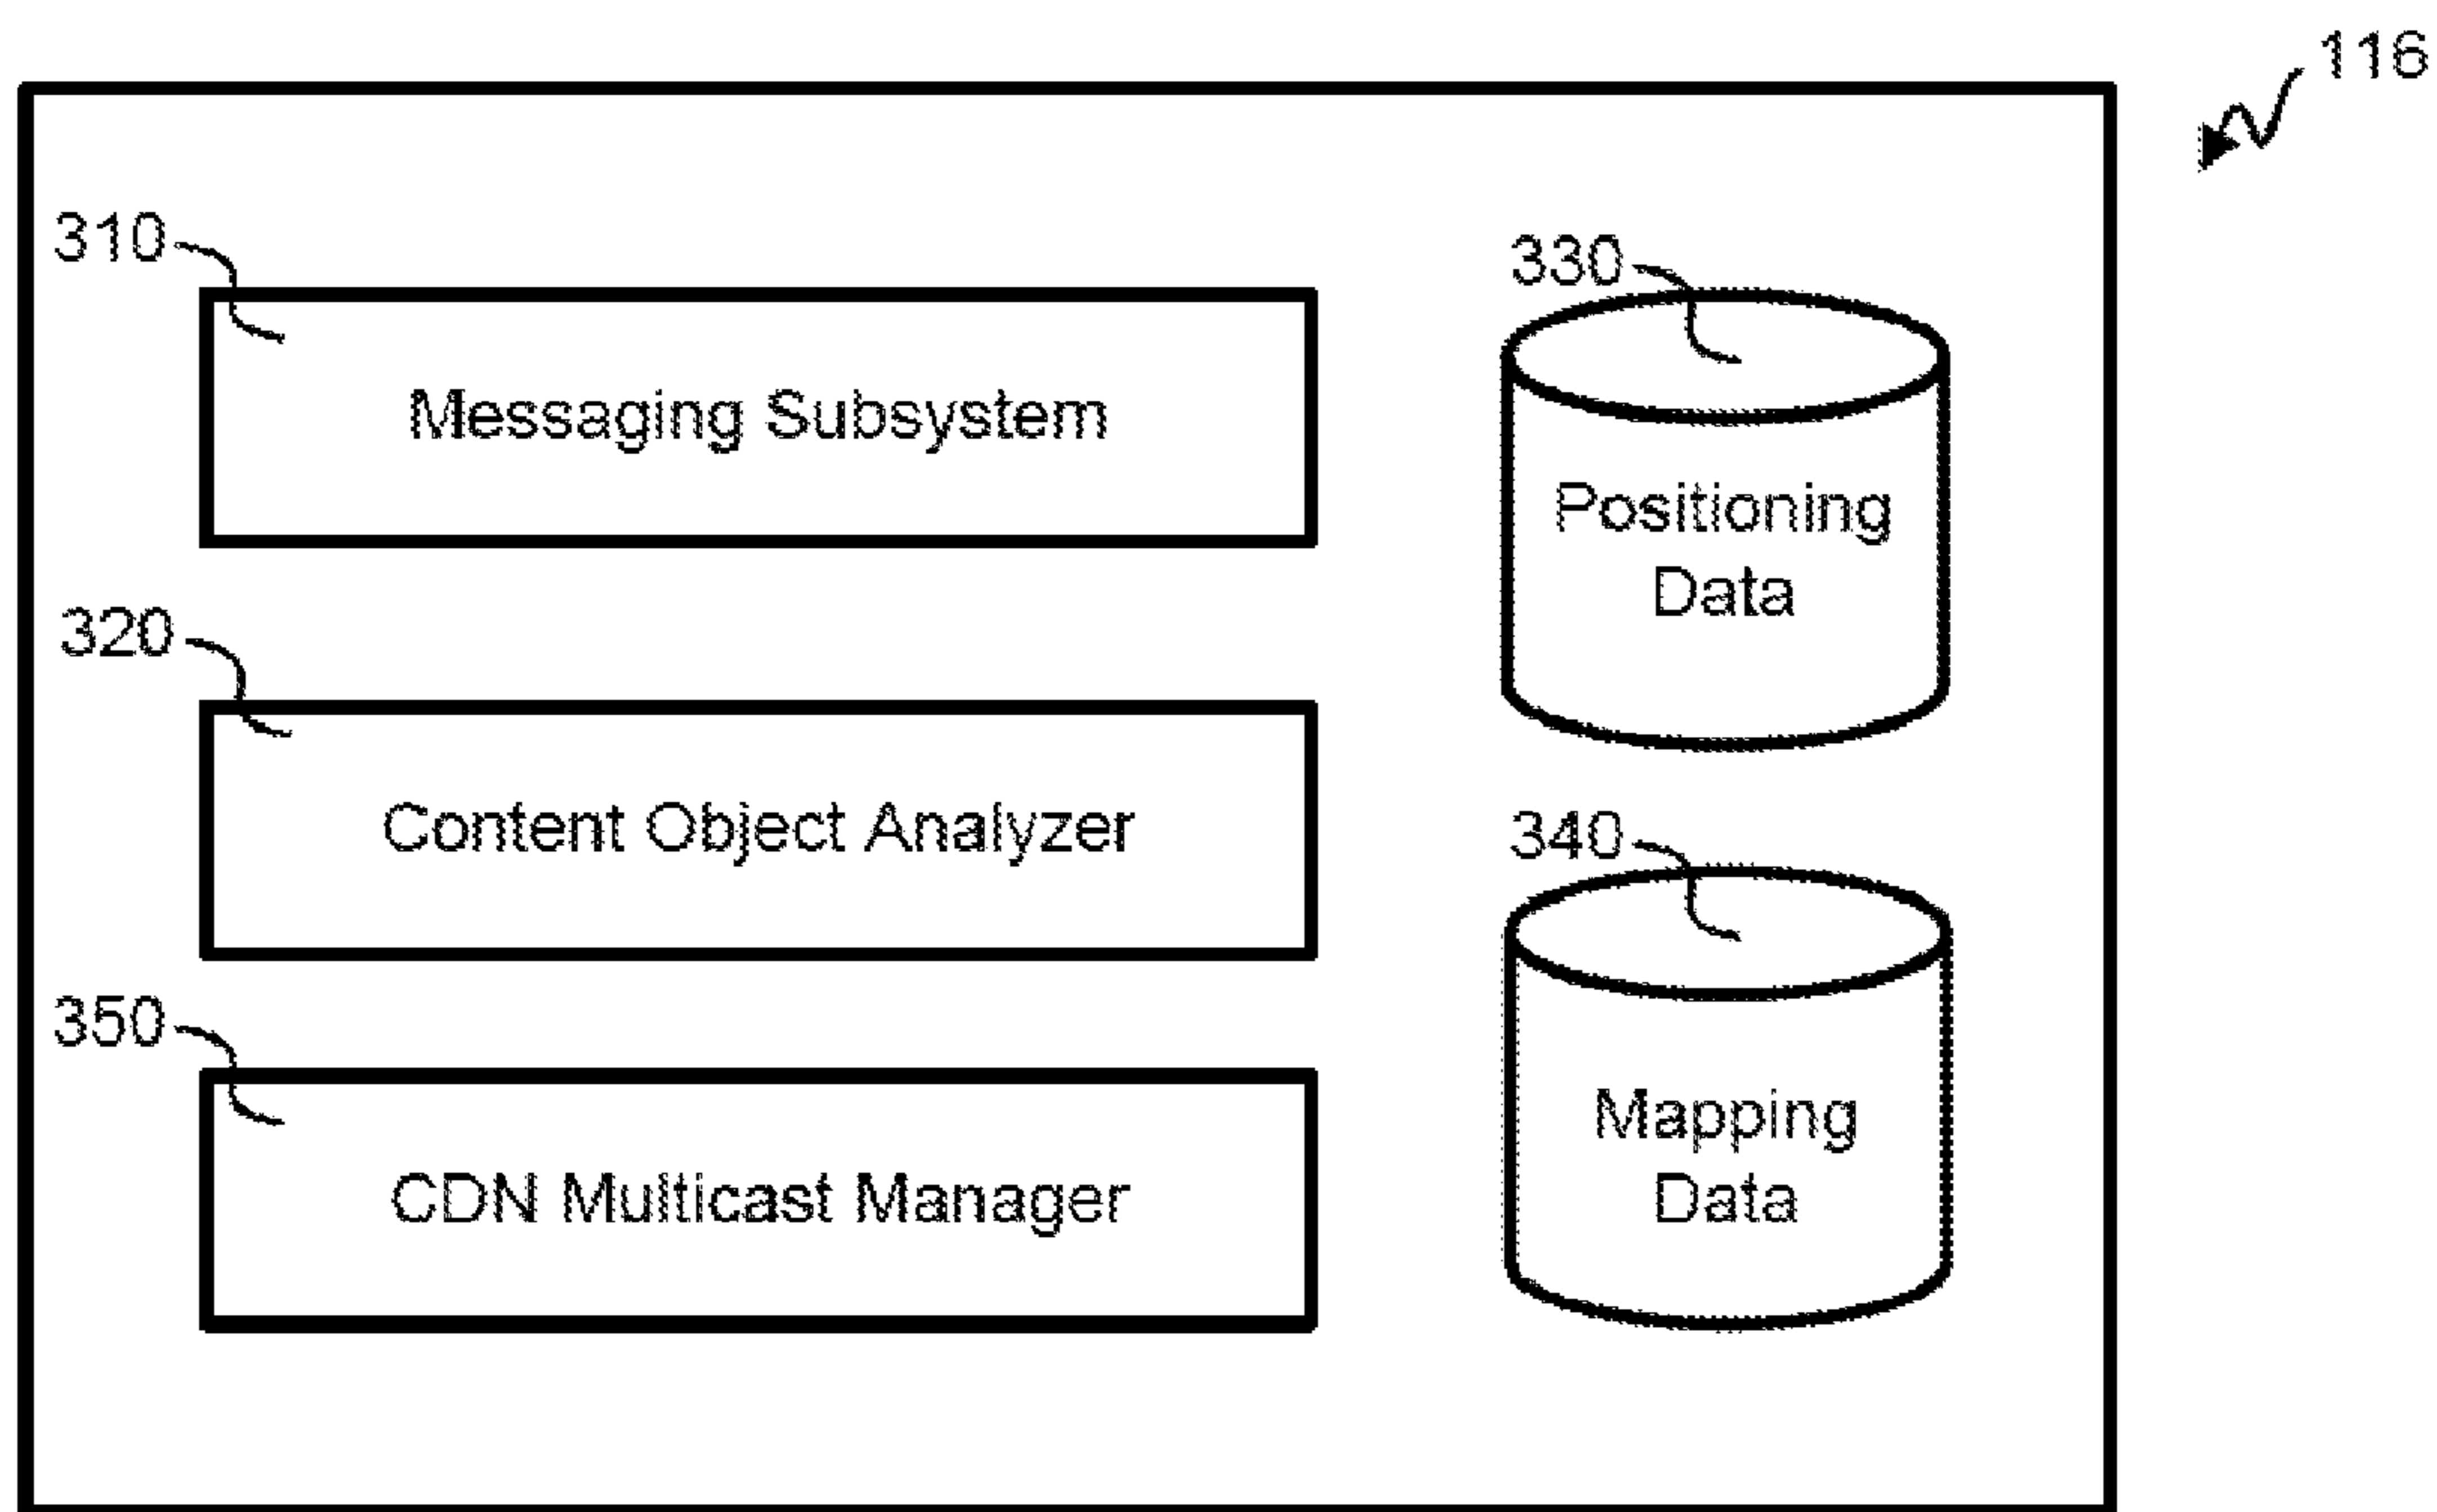 116
310
Messaging Subsystem
330
Positioning
Data
320
Content Object Analyzer
340
350
CDN Multicast Manager
Mapping
Data